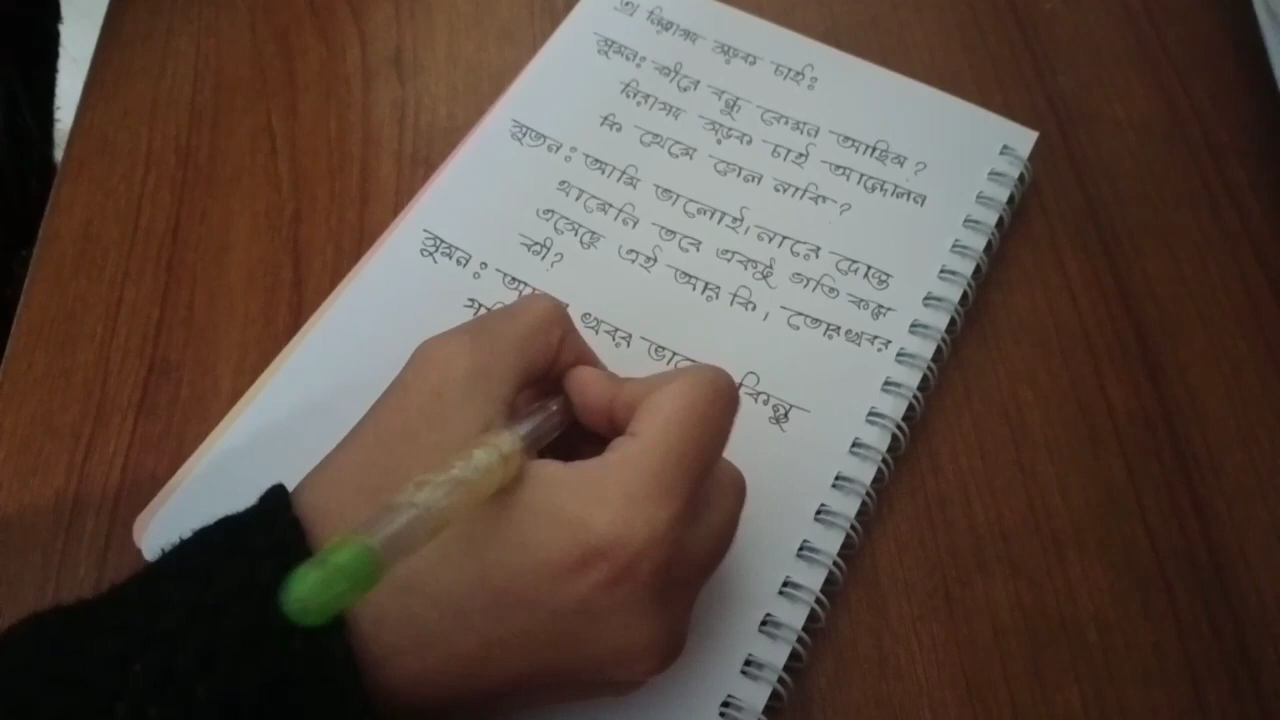 নিরাপদ সড়ক চাই:
সুমন: কীরে বন্ধু কেমন আছিস?
নিরাপদ সড়ক চাই আন্দোলন
কি থেমে গেল নাকি?
সুজন: আমি ভালোই। নারে দোস্ত
থামেনি তবে একটু গতি কমে
এসেছে এই আর কি, তোর খবর
কী?
সুমন: খবর কিন্তু